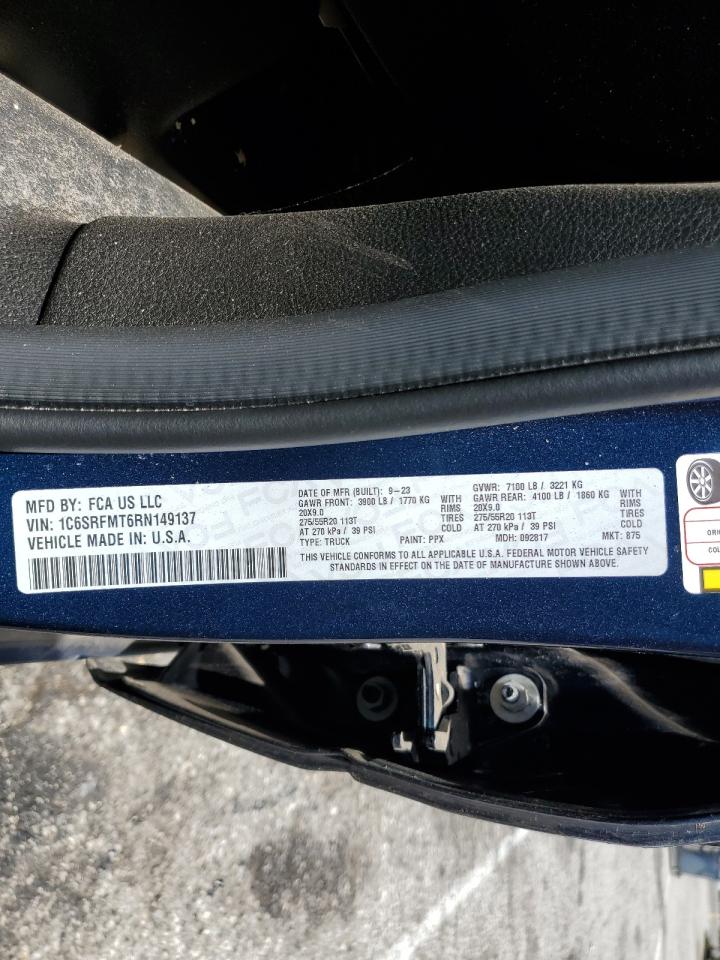 MFD BY: FCA US LLC
VIN: 1C6SRFMT6RN149137
VEHICLE MADE IN: U.S.A.
DATE OF MFR (BUILT): 9-23
GAWR FRONT: 3900 LB / 1770 KG WITH
20X9.0 RIMS
275/55R20 113T TIRES
AT 270 kPa / 39 PSI COLD
TYPE: TRUCK PAINT: PPX
GVWR: 7100 LB / 3221 KG
GAWR REAR: 4100 LB / 1860 KG WITH
20X9.0 RIMS
275/55R20 113T TIRES
AT 270 kPa / 39 PSI COLD
MDH: 092817 MKT: 875
THIS VEHICLE CONFORMS TO ALL APPLICABLE U.S.A. FEDERAL MOTOR VEHICLE SAFETY
STANDARDS IN EFFECT ON THE DATE OF MANUFACTURE SHOWN ABOVE.
ORI
COL